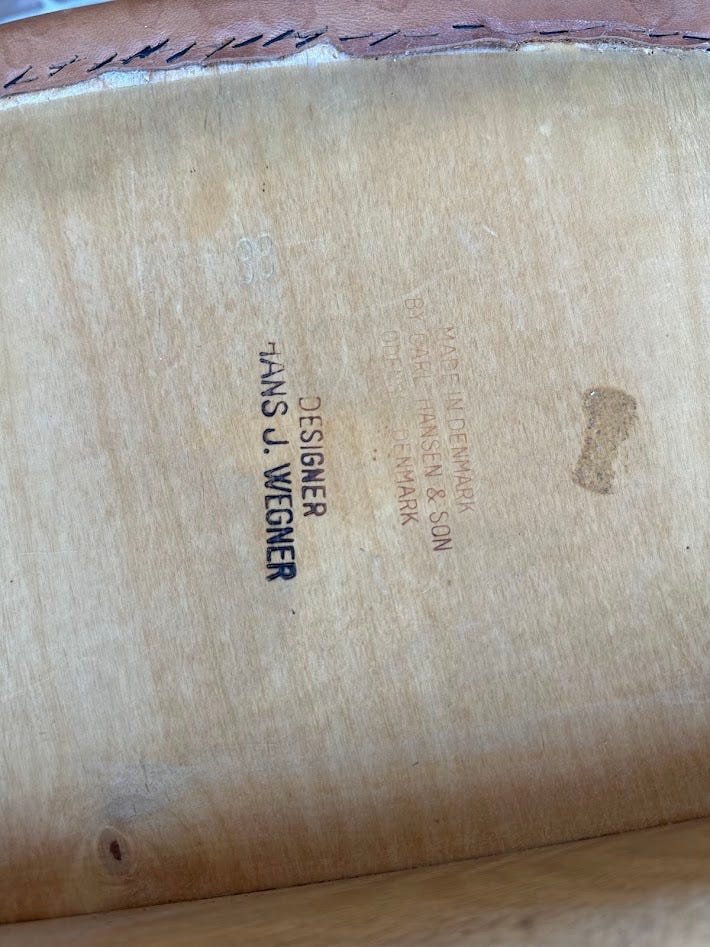 DESIGNER
HANS J. WEGNER
MADE IN DENMARK
BY CARL HANSEN & SON
DENMARK